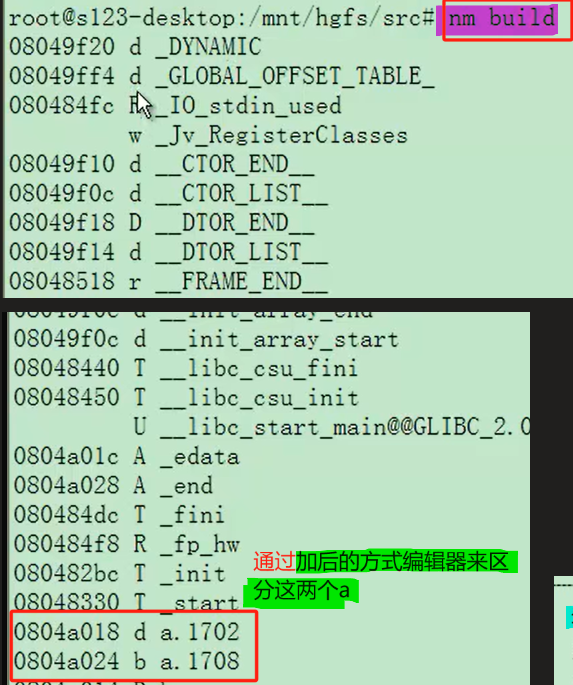 root@s123-desktop:/mnt/hgfs/src# nm build
08049f20 d _DYNAMIC
08049ff4 d _GLOBAL_OFFSET_TABLE_
080484fc R _IO_stdin_used
w _Jv_RegisterClasses
08049f10 d __CTOR_END__
08049f0c d __CTOR_LIST__
08049f18 D __DTOR_END__
08049f14 d __DTOR_LIST__
08048518 r __FRAME_END__
08049f0c d __init_array_end
08049f0c d __init_array_start
08048440 T __libc_csu_fini
08048450 T __libc_csu_init
U __libc_start_main@@GLIBC_2.0
0804a01c A _edata
0804a028 A _end
080484dc T _fini
080484f8 R _fp_hw
通过加后的方式编辑器来区
080482bc T _init
分这两个a
08048330 T _start
0804a018 d a.1702
0804a024 b a.1708